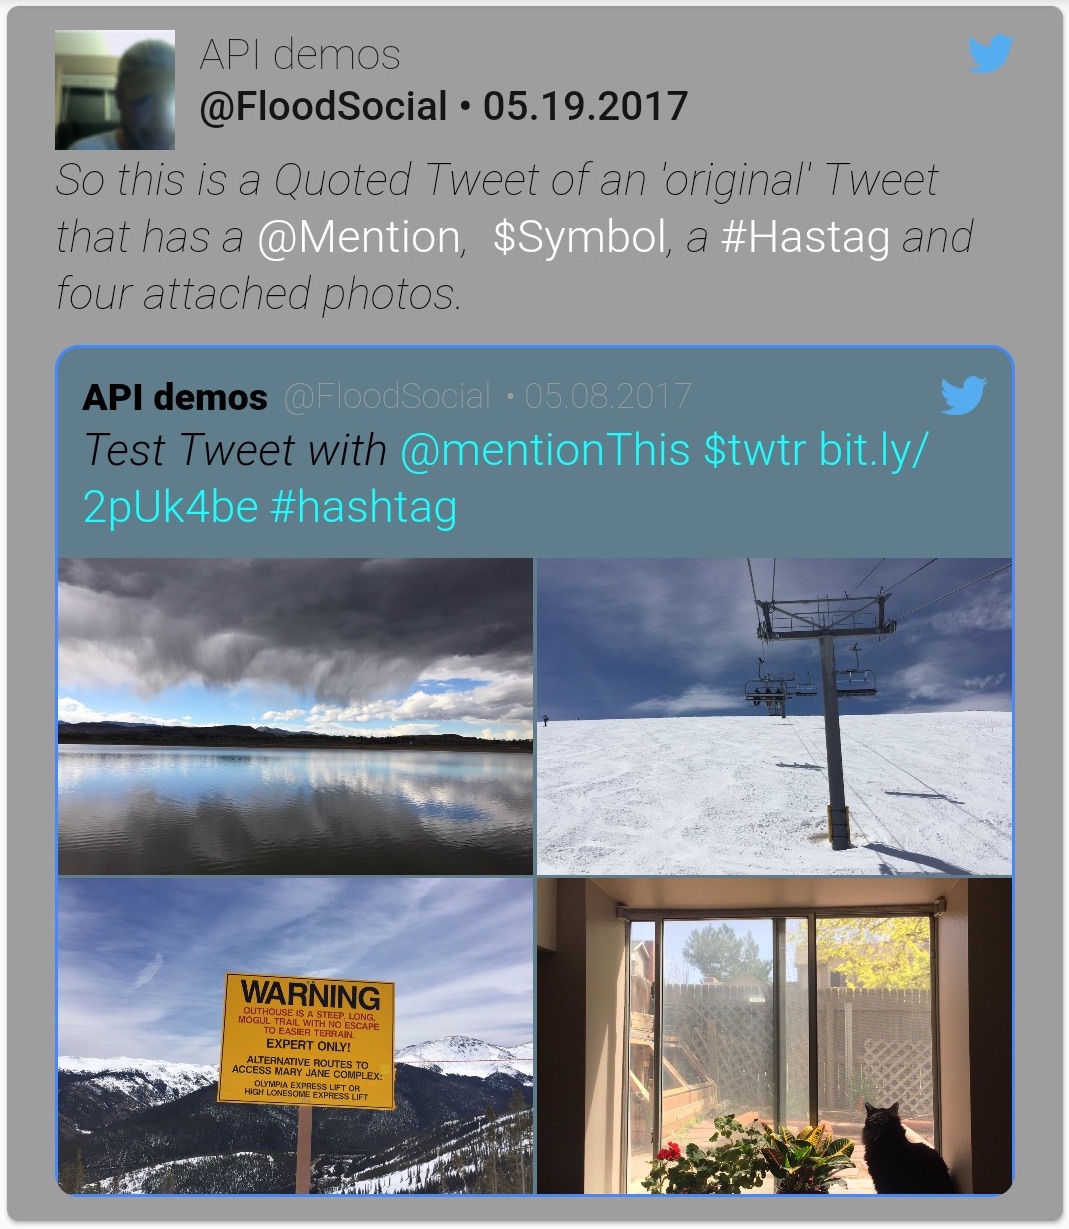 API demos
@FloodSocial • 05.19.2017
So this is a Quoted Tweet of an 'original' Tweet
that has a @Mention,  $Symbol, a #Hastag and
four attached photos.
API demos @FloodSocial • 05.08.2017
Test Tweet with @mentionThis $twtr bit.ly/
2pUk4be #hashtag
WARNING
OUTHOUSE IS A STEEP, LONG,
MOGUL TRAIL WITH NO ESCAPE
TO EASIER TERRAIN.
EXPERT ONLY!
ALTERNATIVE ROUTES TO
ACCESS MARY JANE COMPLEX:
OLYMPIA EXPRESS LIFT OR
HIGH LONESOME EXPRESS LIFT